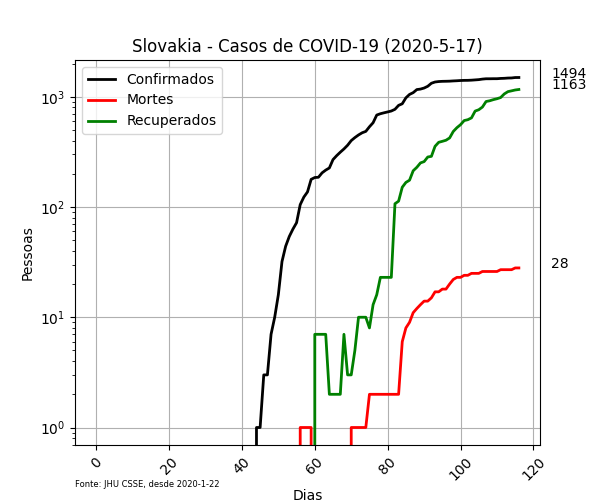 Slovakia - Casos de COVID-19 (2020-5-17)
Confirmados
Mortes
Recuperados
1494
1163
28
10³
10²
10¹
10⁰
Pessoas
0
20
40
60
80
100
120
Dias
Fonte: JHU CSSE, desde 2020-1-22